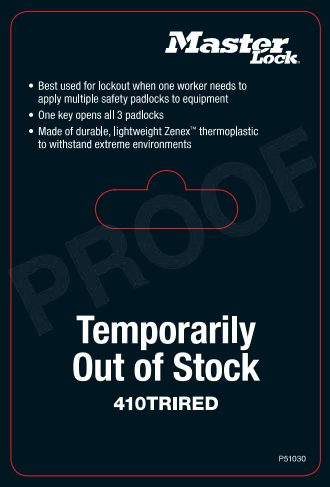 Master
Lock®
• Best used for lockout when one worker needs to
apply multiple safety padlocks to equipment
• One key opens all 3 padlocks
• Made of durable, lightweight Zenex™ thermoplastic
to withstand extreme environments
PROOF
Temporarily
Out of Stock
410TRIRED
P51030